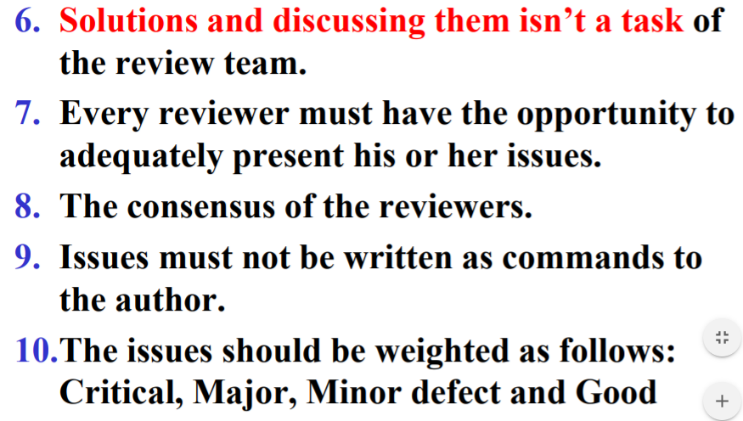 6. Solutions and discussing them isn’t a task of
the review team.
7. Every reviewer must have the opportunity to
adequately present his or her issues.
8. The consensus of the reviewers.
9. Issues must not be written as commands to
the author.
10.The issues should be weighted as follows:
Critical, Major, Minor defect and Good